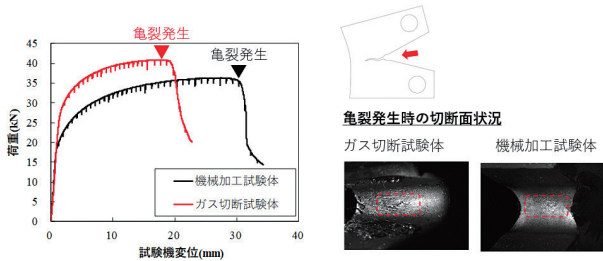 亀裂発生
亀裂発生
45
40
35
30
25
20
15
10
5
0
荷重(kN)
機械加工試験体
ガス切断試験体
0
10
20
30
40
試験機変位(mm)
亀裂発生時の切断面状況
ガス切断試験体
機械加工試験体